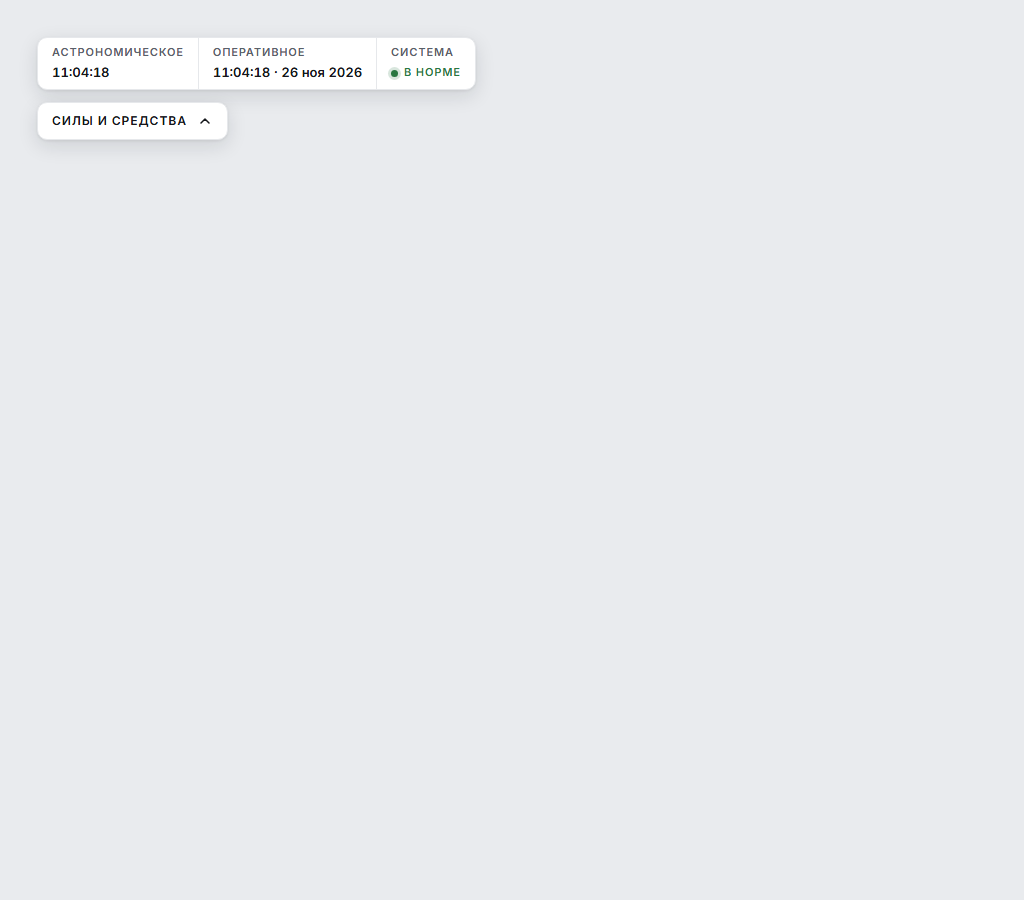 АСТРОНОМИЧЕСКОЕ
11:04:18
ОПЕРАТИВНОЕ
11:04:18 · 26 ноя 2026
СИСТЕМА
В НОРМЕ
СИЛЫ И СРЕДСТВА